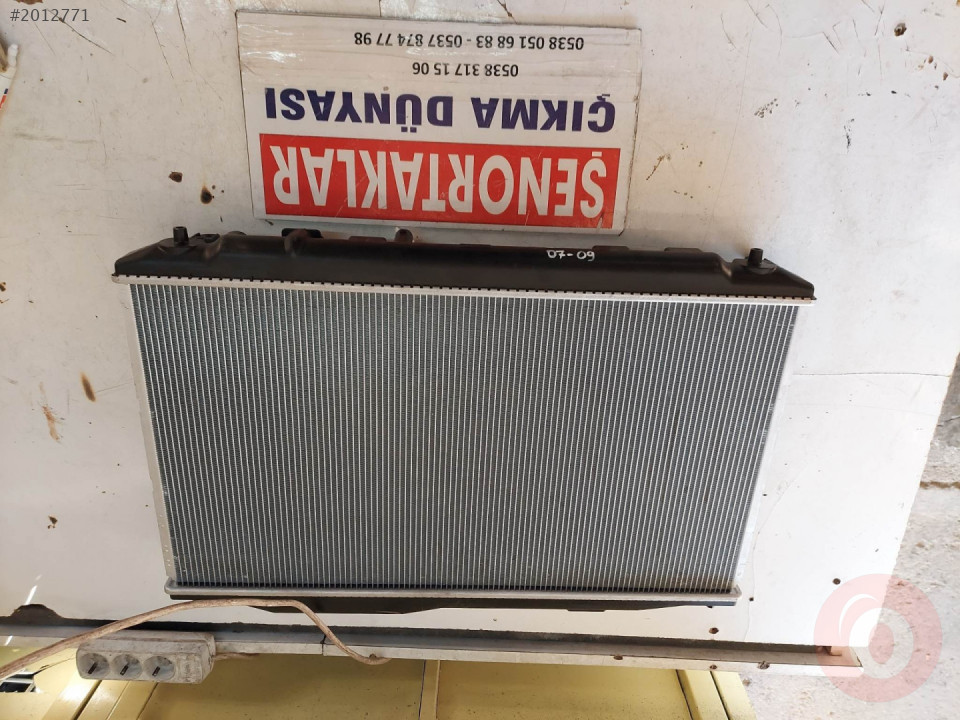 #2012771
ŞENORTAKLAR
ÇIKMA DÜNYASI
0538 317 15 06
0538 051 68 83 - 0537 874 77 98
07-09